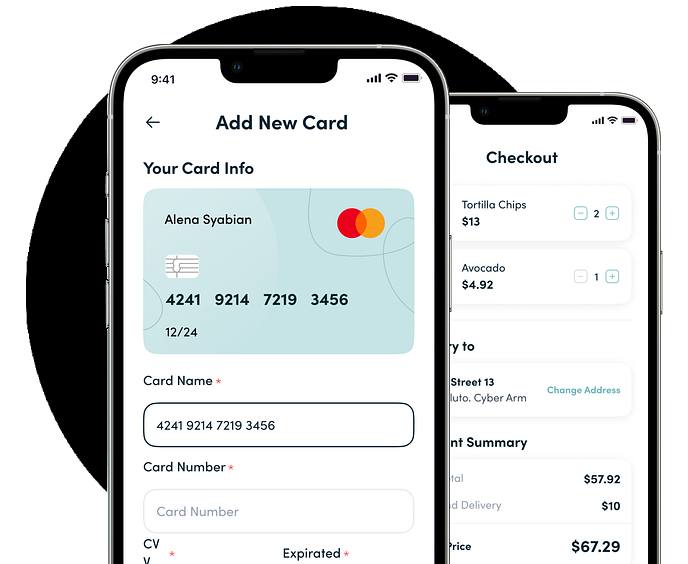 9:41
Add New Card
Your Card Info
Alena Syabian
4241 9214 7219 3456
12/24
Card Name *
4241 9214 7219 3456
Card Number *
Card Number
CV
V *
Expirated *
Checkout
Tortilla Chips
$13
2
Avocado
$4.92
1
ry to
Street 13
luto. Cyber Arm
Change Address
nt Summary
tal
$57.92
d Delivery
$10
Price
$67.29